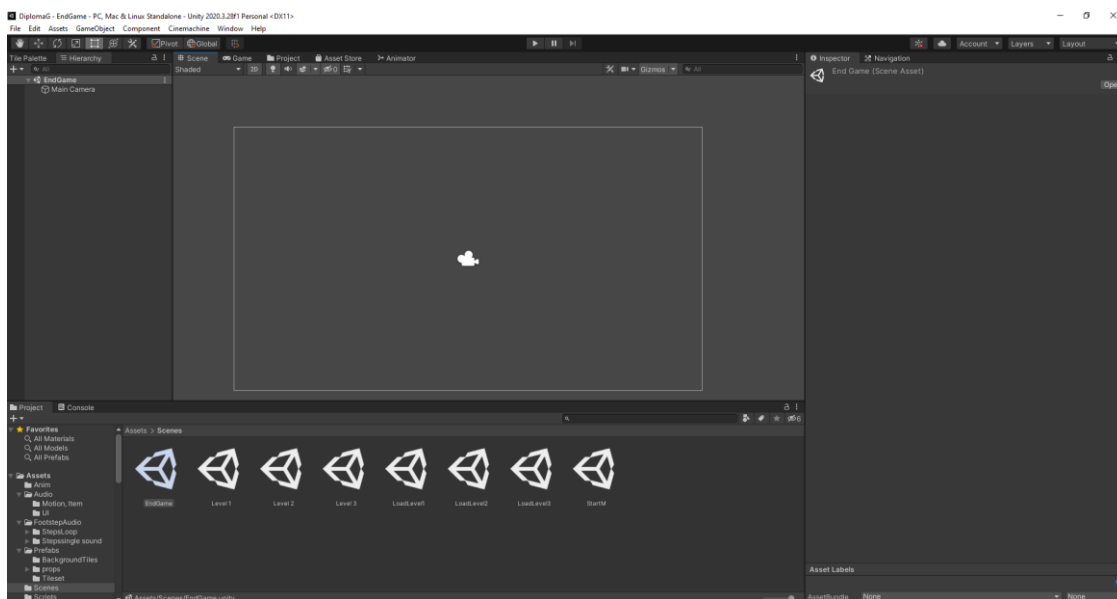 DiplomaG - EndGame - PC, Mac & Linux Standalone - Unity 2020.3.28f1 Personal <DX11>
File Edit Assets GameObject Component Cinemachine Window Help
Pivot Global Account Layers Layout
Tile Palette Hierarchy Scene Game Project Asset Store Animator Inspector Navigation
All Shaded 2D 0 Gizmos All
EndGame End Game (Scene Asset)
Main Camera Ope
Project Console
6
Favorites Assets > Scenes
All Materials
All Models
All Prefabs
Assets
Anim
Audio
Motion, Item EndGame Level 1 Level 2 Level 3 LoadLevel1 LoadLevel2 LoadLevel3 StartM
UI
FootstepAudio
StepsLoop
Stepssingle sound
Prefabs
BackgroundTiles
props
Tileset Asset Labels
Scenes
Scripts Assets/Scenes/EndGame.unity AssetBundle None None